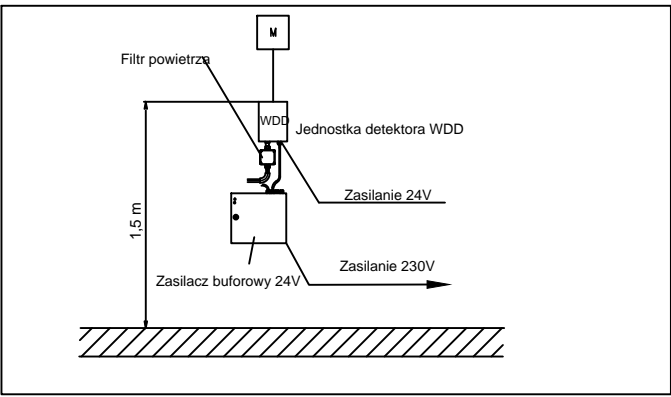 M
Filtr powietrza
WDD
Jednostka detektora WDD
Zasilanie 24V
1,5 m
Zasilanie 230V
Zasilacz buforowy 24V